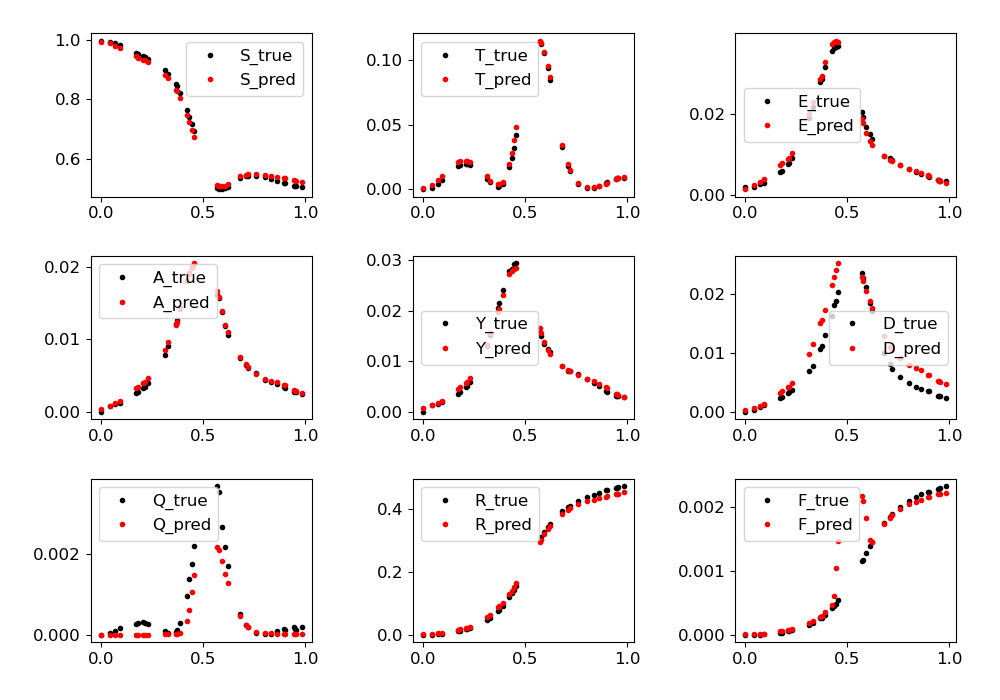 1.0
0.8
0.6
0.0
0.5
1.0
S_true
S_pred
0.10
0.05
0.00
0.0
0.5
1.0
T_true
T_pred
0.02
0.00
0.0
0.5
1.0
E_true
E_pred
0.02
0.01
0.00
0.0
0.5
1.0
A_true
A_pred
0.03
0.02
0.01
0.00
0.0
0.5
1.0
Y_true
Y_pred
0.02
0.01
0.00
0.0
0.5
1.0
D_true
D_pred
0.002
0.000
0.0
0.5
1.0
Q_true
Q_pred
0.4
0.2
0.0
0.0
0.5
1.0
R_true
R_pred
0.002
0.001
0.000
0.0
0.5
1.0
F_true
F_pred